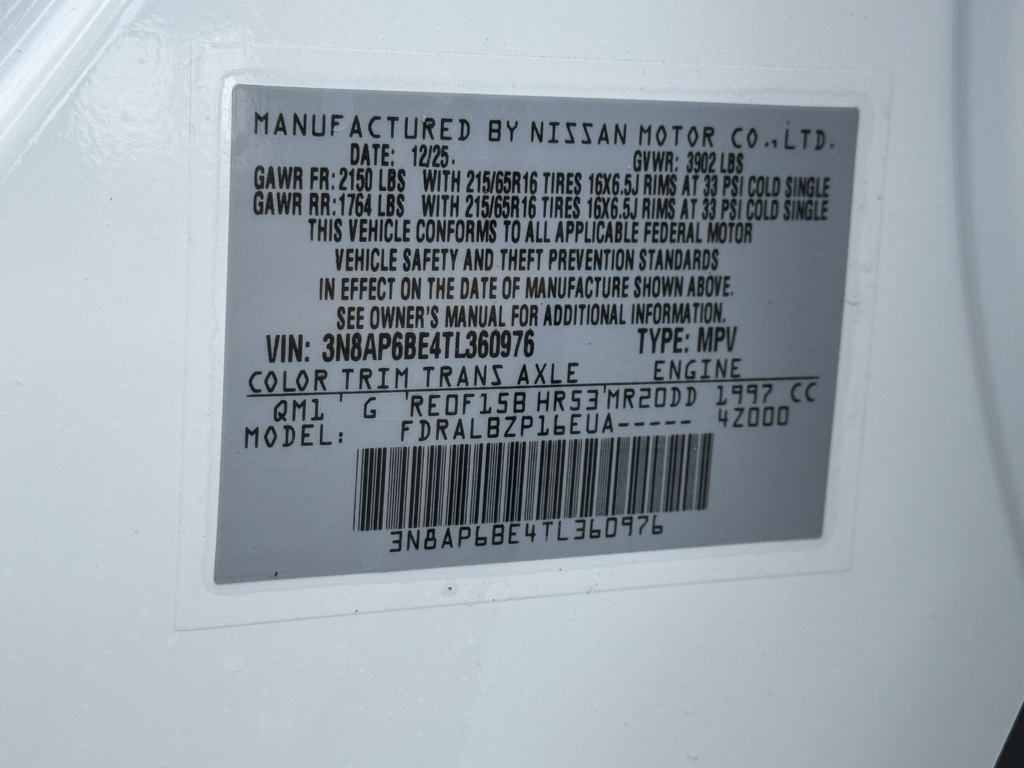 MANUFACTURED BY NISSAN MOTOR CO.,LTD.
DATE: 12/25. GVWR: 3902 LBS
GAWR FR: 2150 LBS WITH 215/65R16 TIRES 16X6.5J RIMS AT 33 PSI COLD SINGLE
GAWR RR: 1764 LBS WITH 215/65R16 TIRES 16X6.5J RIMS AT 33 PSI COLD SINGLE
THIS VEHICLE CONFORMS TO ALL APPLICABLE FEDERAL MOTOR
VEHICLE SAFETY AND THEFT PREVENTION STANDARDS
IN EFFECT ON THE DATE OF MANUFACTURE SHOWN ABOVE.
SEE OWNER'S MANUAL FOR ADDITIONAL INFORMATION.
VIN: 3N8AP6BE4TL360976 TYPE: MPV
COLOR TRIM TRANS AXLE ENGINE
QM1 ' G 'RE0F15B HR53'MR20DD 1997 CC
MODEL: FDRALBZP16EUA----- 4Z000
3N8AP6BE4TL360976